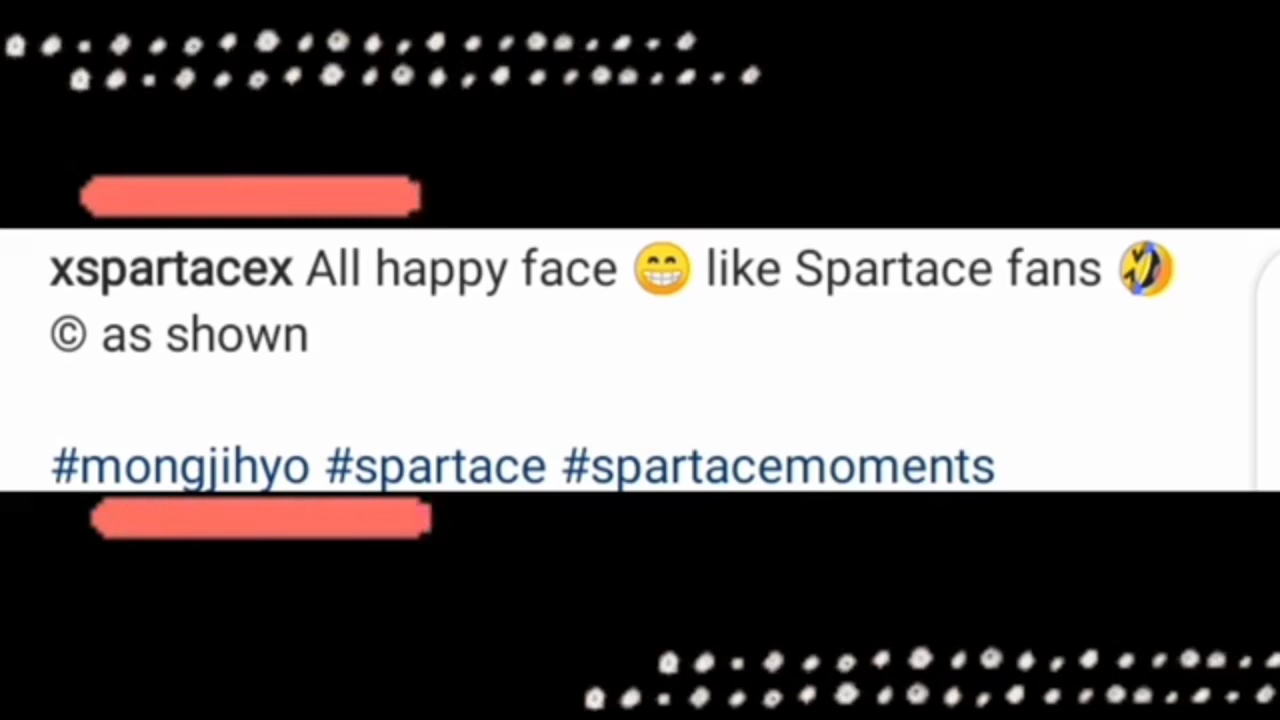 xspartacex All happy face 😁 like Spartace fans 🤣
© as shown
#mongjihyo #spartace #spartacemoments